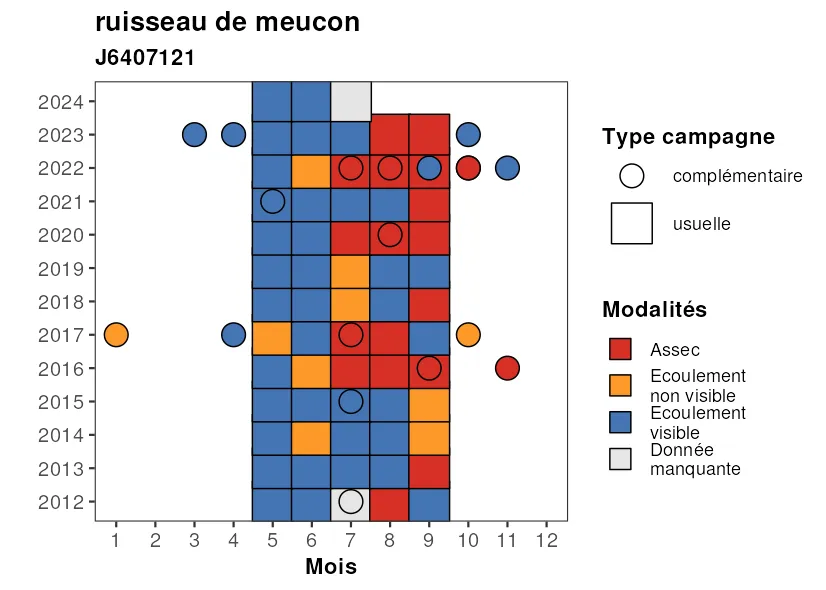 ruisseau de meucon
J6407121
2024
2023
2022
2021
2020
2019
2018
2017
2016
2015
2014
2013
2012
1 2 3 4 5 6 7 8 9 10 11 12
Mois
Type campagne
complémentaire
usuelle
Modalités
Assec
Ecoulement
non visible
Ecoulement
visible
Donnée
manquante